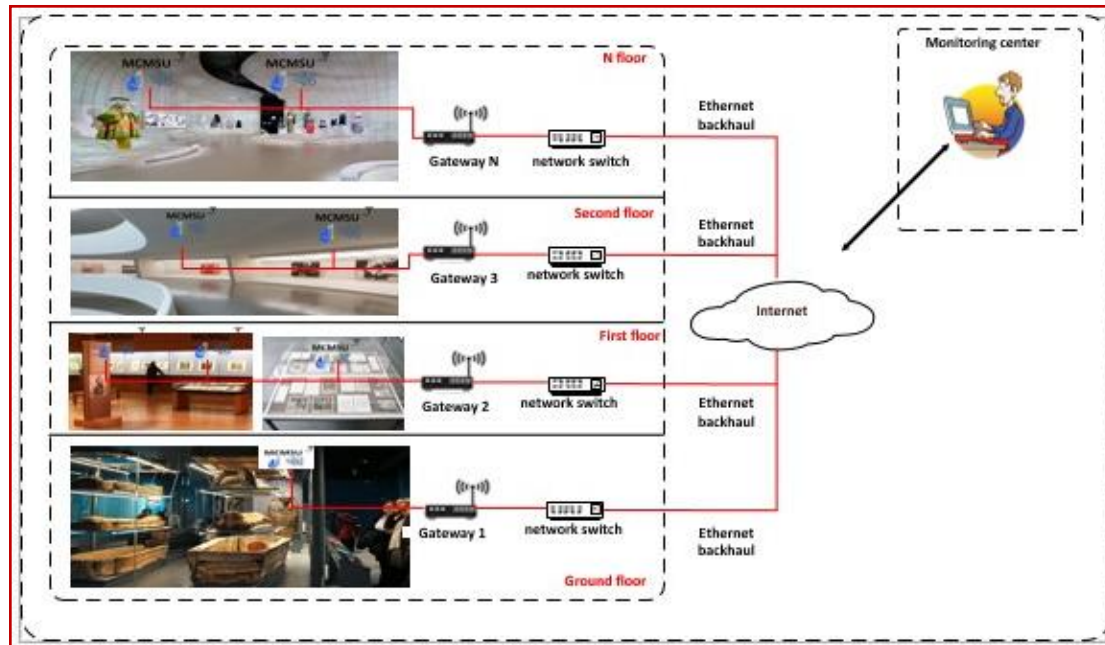 Monitoring center
N floor
MCMSU
MCMSU
Gateway N
network switch
Ethernet
backhaul
Second floor
MCMSU
MCMSU
Gateway 3
network switch
Ethernet
backhaul
Internet
First floor
MCMSU
Gateway 2
network switch
Ethernet
backhaul
MCMSU
Gateway 1
network switch
Ethernet
backhaul
Ground floor